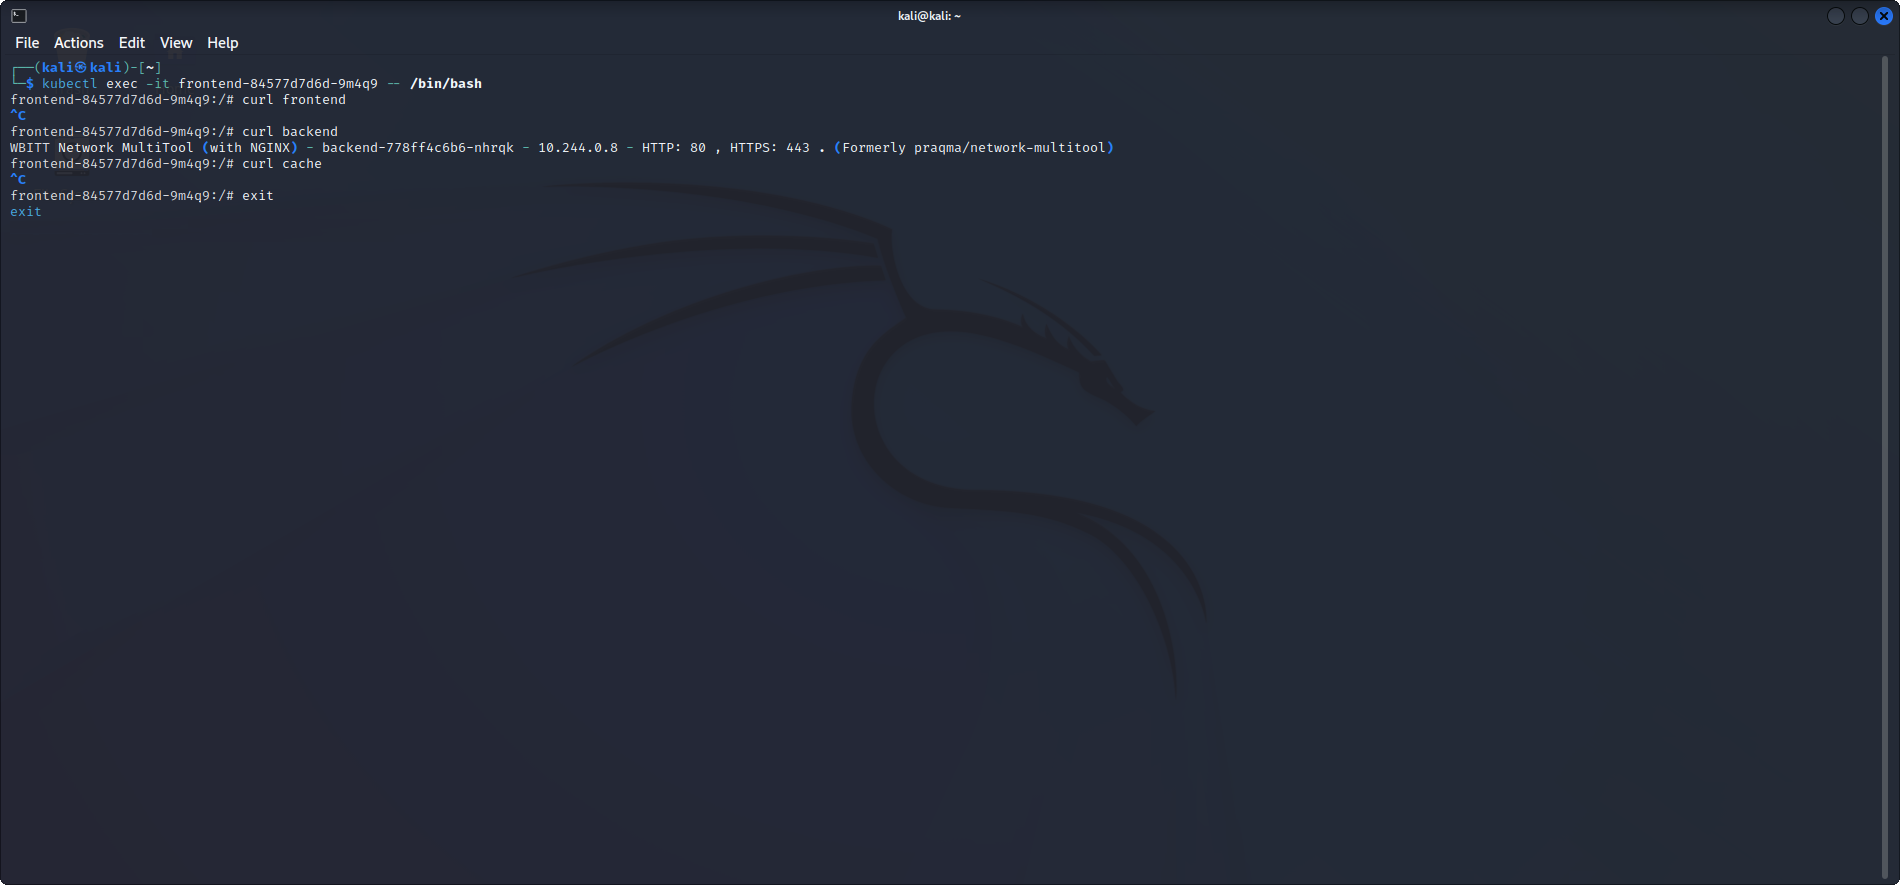 kali@kali: ~
File Actions Edit View Help
┌──(kali㉿kali)-[~]
└─$ kubectl exec -it frontend-84577d7d6d-9m4q9 -- /bin/bash
frontend-84577d7d6d-9m4q9:/# curl frontend
^C
frontend-84577d7d6d-9m4q9:/# curl backend
WBITT Network MultiTool (with NGINX) - backend-778ff4c6b6-nhrqk - 10.244.0.8 - HTTP: 80 , HTTPS: 443 . (Formerly praqma/network-multitool)
frontend-84577d7d6d-9m4q9:/# curl cache
^C
frontend-84577d7d6d-9m4q9:/# exit
exit